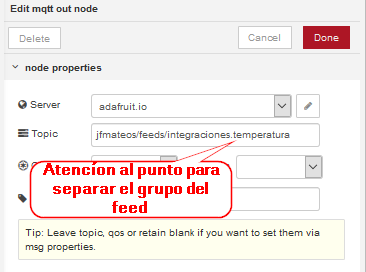 Edit mqtt out node
Delete
Cancel
Done
node properties
Server
adafruit.io
Topic
jfmateos/feeds/integraciones.temperatura
Atención al punto para
separar el grupo del
feed
Tip: Leave topic, qos or retain blank if you want to set them via
msg properties.